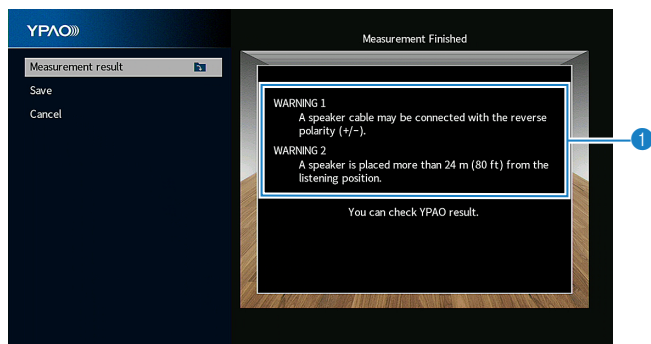 YPAO
Measurement Finished
Measurement result
Save
Cancel
WARNING 1
A speaker cable may be connected with the reverse
polarity (+/−).
WARNING 2
A speaker is placed more than 24 m (80 ft) from the
listening position.
You can check YPAO result.
1